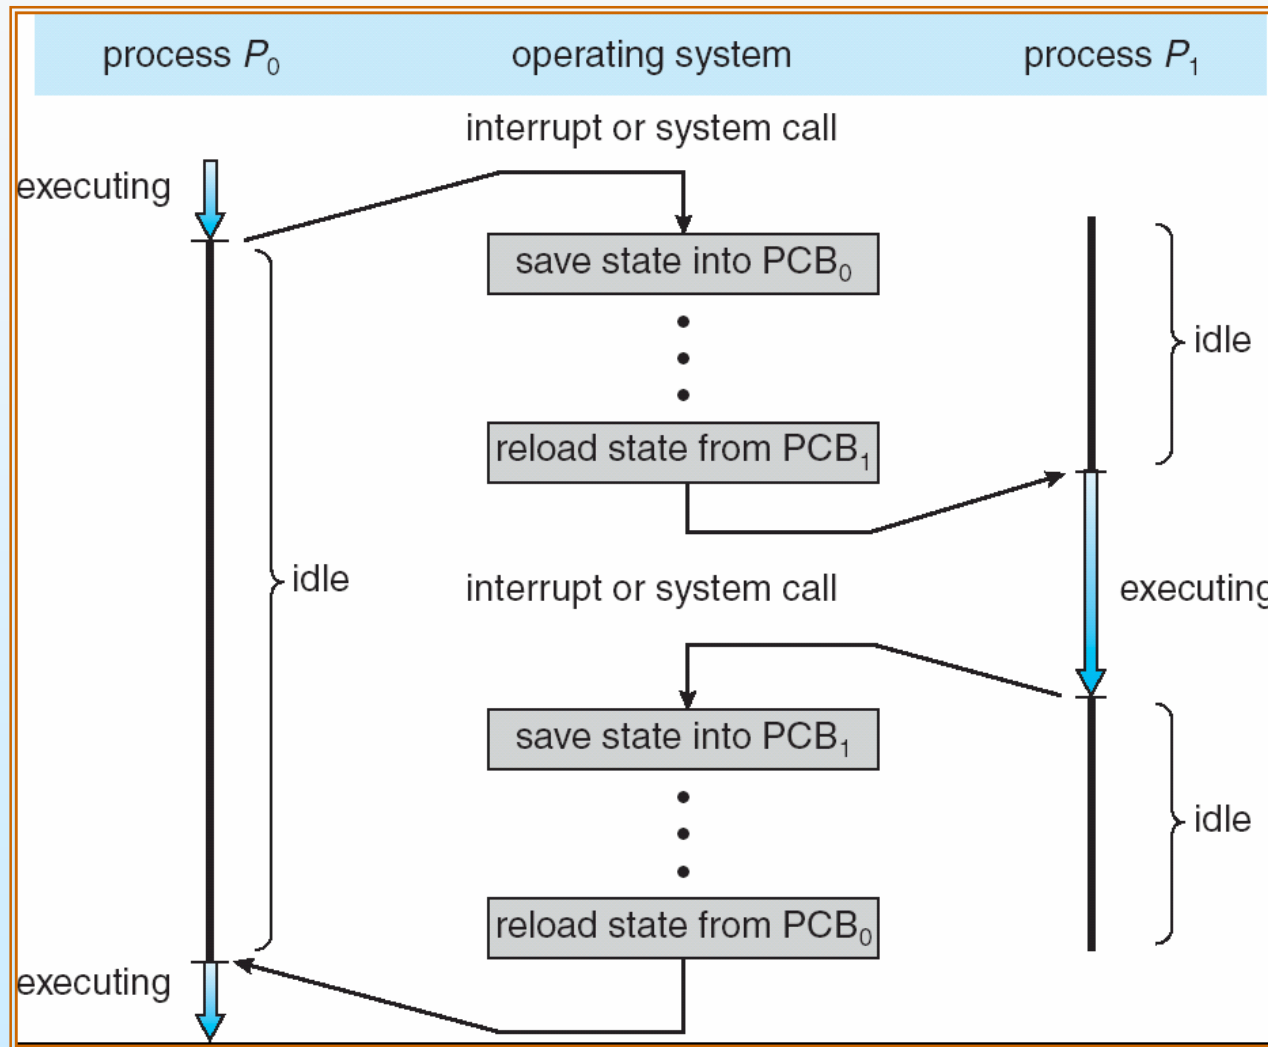 process P₀
operating system
process P₁
interrupt or system call
executing
save state into PCB₀
idle
reload state from PCB₁
idle
interrupt or system call
executing
save state into PCB₁
idle
reload state from PCB₀
executing